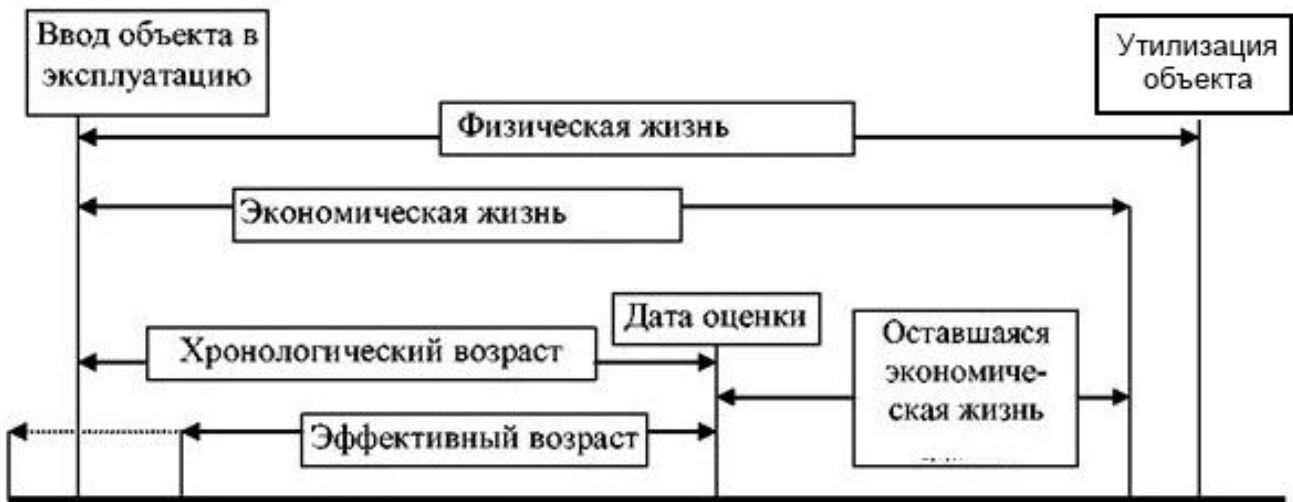 Ввод объекта в
эксплуатацию
Утилизация
объекта
Физическая жизнь
Экономическая жизнь
Дата оценки
Хронологический возраст
Оставшаяся
экономиче-
ская жизнь
Эффективный возраст